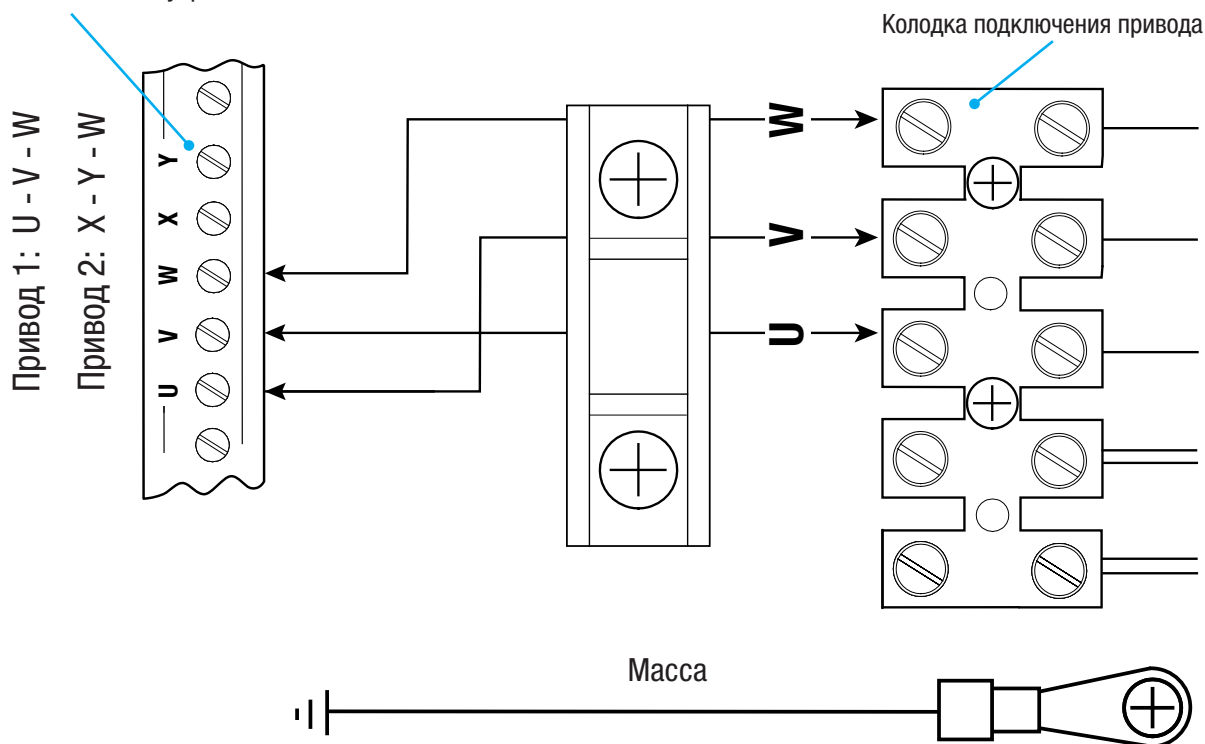 Колодка подключения привода
Привод 1: U - V - W
Привод 2: X - Y - W
Y
X
W
V
U
W
V
U
Масса